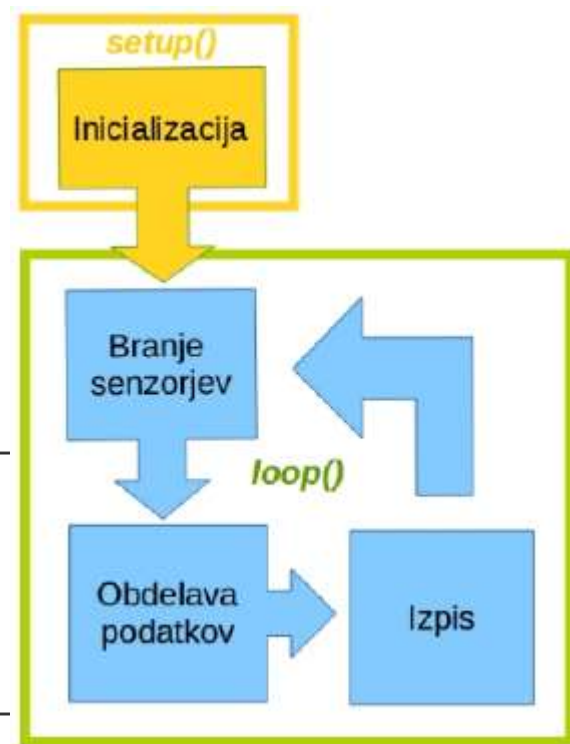 setup()
Inicializacija
Branje
senzorjev
loop()
Obdelava
podatkov
Izpis